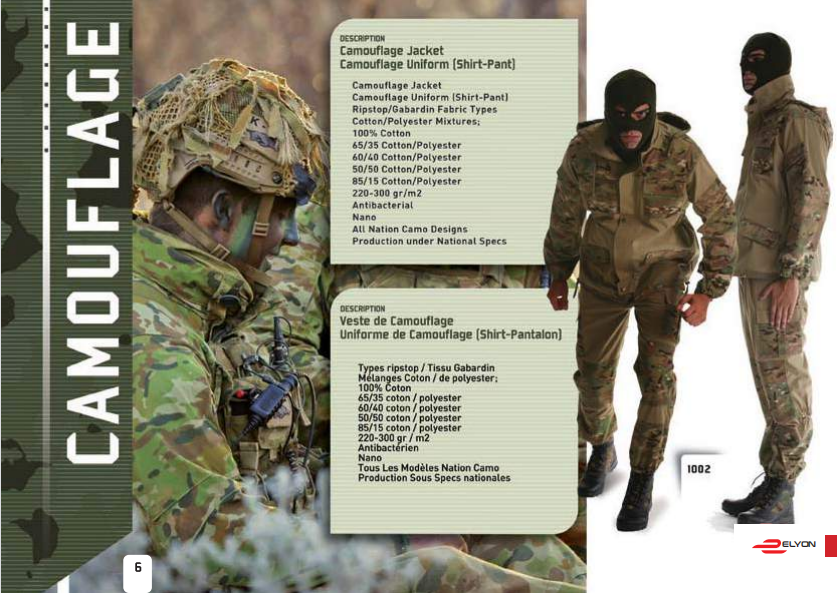 CAMOUFLAGE
DESCRIPTION
Camouflage Jacket
Camouflage Uniform (Shirt-Pant)
Camouflage Jacket
Camouflage Uniform (Shirt-Pant)
Ripstop/Gabardin Fabric Types
Cotton/Polyester Mixtures;
100% Cotton
65/35 Cotton/Polyester
60/40 Cotton/Polyester
50/50 Cotton/Polyester
85/15 Cotton/Polyester
220-300 gr/m2
Antibacterial
Nano
All Nation Camo Designs
Production under National Specs
DESCRIPTION
Veste de Camouflage
Uniforme de Camouflage (Shirt-Pantalon)
Types ripstop / Tissu Gabardin
Mélanges Coton / de polyester;
100% Coton
65/35 coton / polyester
60/40 coton / polyester
50/50 coton / polyester
85/15 coton / polyester
220-300 gr / m2
Antibactérien
Nano
Tous Les Modèles Nation Camo
Production Sous Specs nationales
1002
ELYON
6